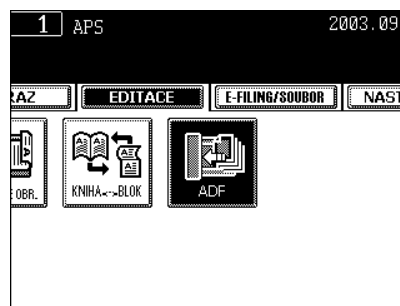 1 APS 2003.09
RAZ EDITACE E-FILING/SOUBOR NAST
E OBR. KNIHA<-->BLOK ADF